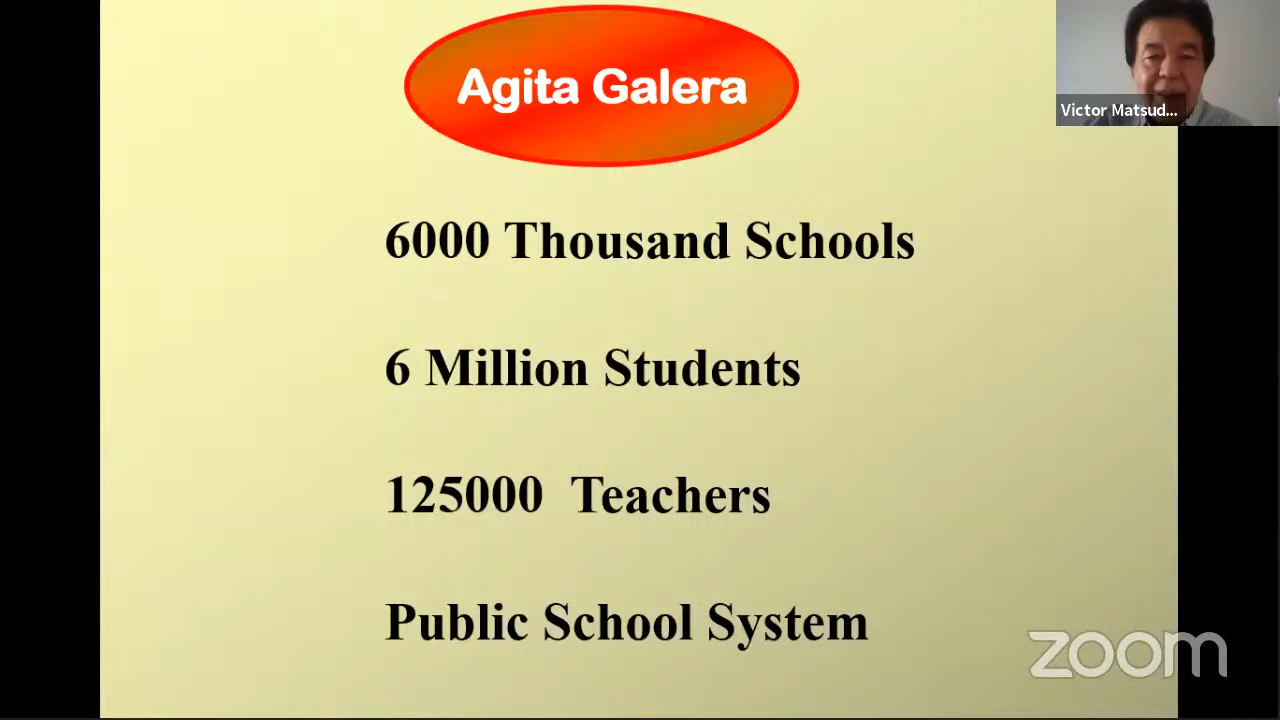 Agita Galera
Victor Matsud...
6000 Thousand Schools
6 Million Students
125000 Teachers
Public School System
zoom